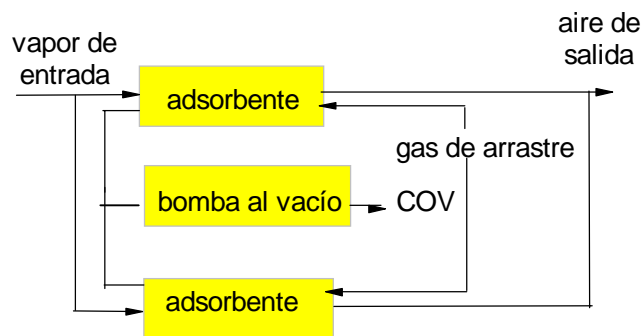 vapor de
entrada
aire de
salida
adsorbente
gas de arrastre
bomba al vacío
COV
adsorbente